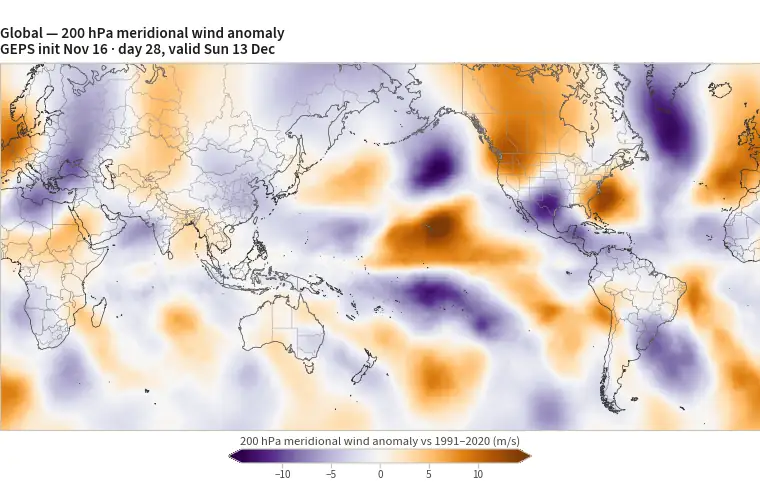 Global — 200 hPa meridional wind anomaly
GEPS init Nov 16 · day 28, valid Sun 13 Dec
200 hPa meridional wind anomaly vs 1991–2020 (m/s)
−10 −5 0 5 10